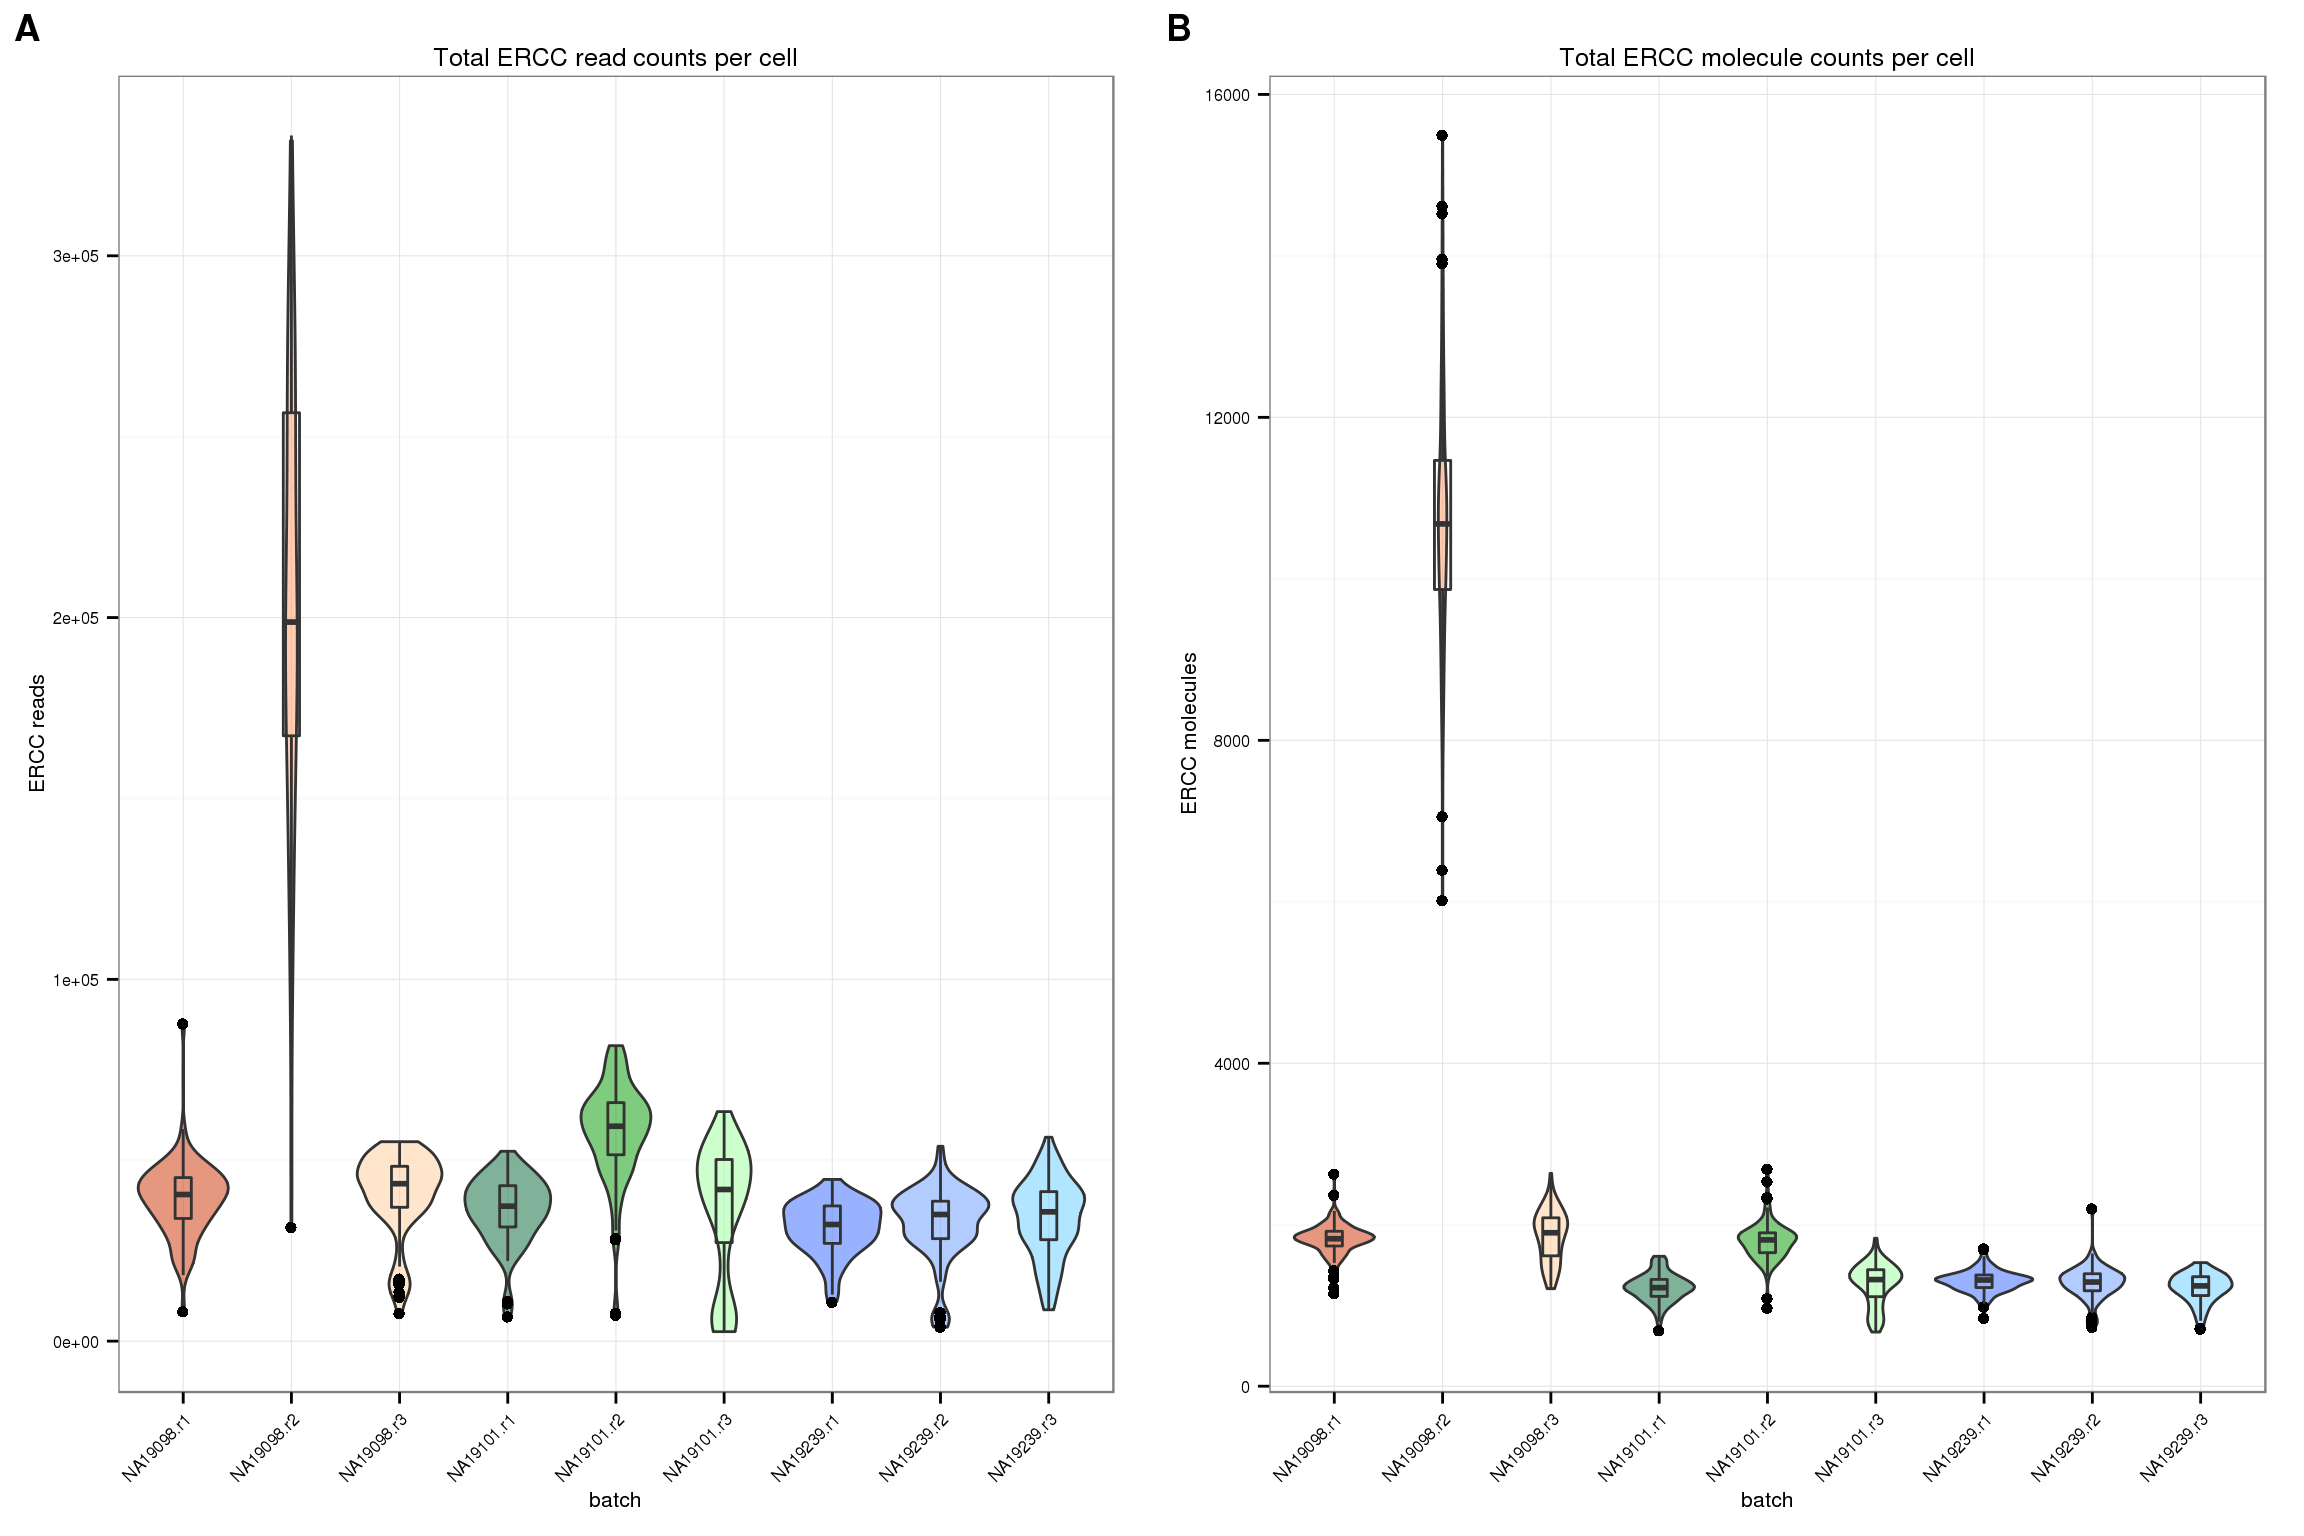 A
Total ERCC read counts per cell
ERCC reads
3e+05
2e+05
1e+05
0e+00
NA19098.r1
NA19098.r2
NA19098.r3
NA19101.r1
NA19101.r2
NA19101.r3
NA19239.r1
NA19239.r2
NA19239.r3
batch
B
Total ERCC molecule counts per cell
ERCC molecules
16000
12000
8000
4000
0
NA19098.r1
NA19098.r2
NA19098.r3
NA19101.r1
NA19101.r2
NA19101.r3
NA19239.r1
NA19239.r2
NA19239.r3
batch